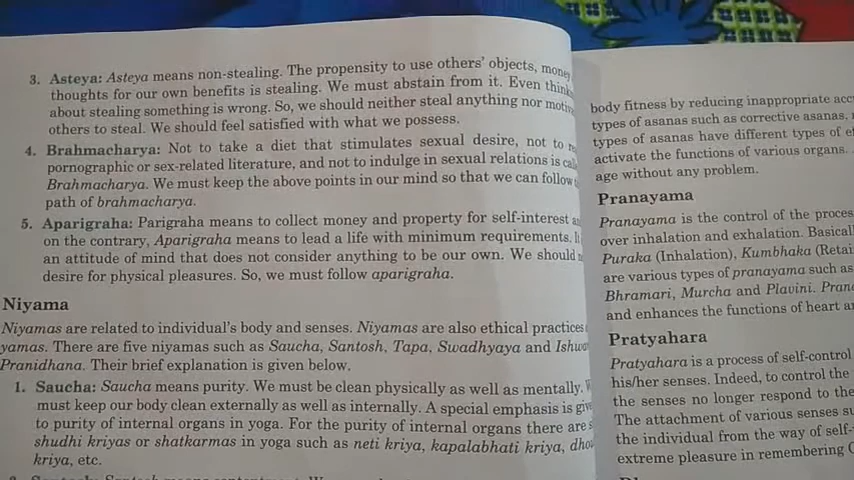 3. Asteya: Asteya means non-stealing. The propensity to use others' objects, money
thoughts for our own benefits is stealing. We must abstain from it. Even think
about stealing something is wrong. So, we should neither steal anything nor motiv
others to steal. We should feel satisfied with what we possess.
4. Brahmacharya: Not to take a diet that stimulates sexual desire, not to
pornographic or sex-related literature, and not to indulge in sexual relations is
Brahmacharya. We must keep the above points in our mind so that we can follow
path of brahmacharya.
5. Aparigraha: Parigraha means to collect money and property for self-interest
on the contrary, Aparigraha means to lead a life with minimum requirements. It
an attitude of mind that does not consider anything to be our own. We should
desire for physical pleasures. So, we must follow aparigraha.
Niyama
Niyamas are related to individual's body and senses. Niyamas are also ethical practices
yamas. There are five niyamas such as Saucha, Santosh, Tapa, Swadhyaya and Ishwa
Pranidhana. Their brief explanation is given below.
1. Saucha: Saucha means purity. We must be clean physically as well as mentally.
must keep our body clean externally as well as internally. A special emphasis is giv
to purity of internal organs in yoga. For the purity of internal organs there are
shudhi kriyas or shatkarmas in yoga such as neti kriya, kapalabhati kriya, dhou
kriya, etc.
body fitness by reducing inappropriate acc
types of asanas such as corrective asanas,
types of asanas have different types of ef
activate the functions of various organs.
age without any problem.
Pranayama
Pranayama is the control of the proces
over inhalation and exhalation. Basical
Puraka (Inhalation), Kumbhaka (Retai
are various types of pranayama such as
Bhramari, Murcha and Plavini. Pran
and enhances the functions of heart a
Pratyahara
Pratyahara is a process of self-control
his/her senses. Indeed, to control the
the senses no longer respond to the
The attachment of various senses su
the individual from the way of self-
extreme pleasure in remembering